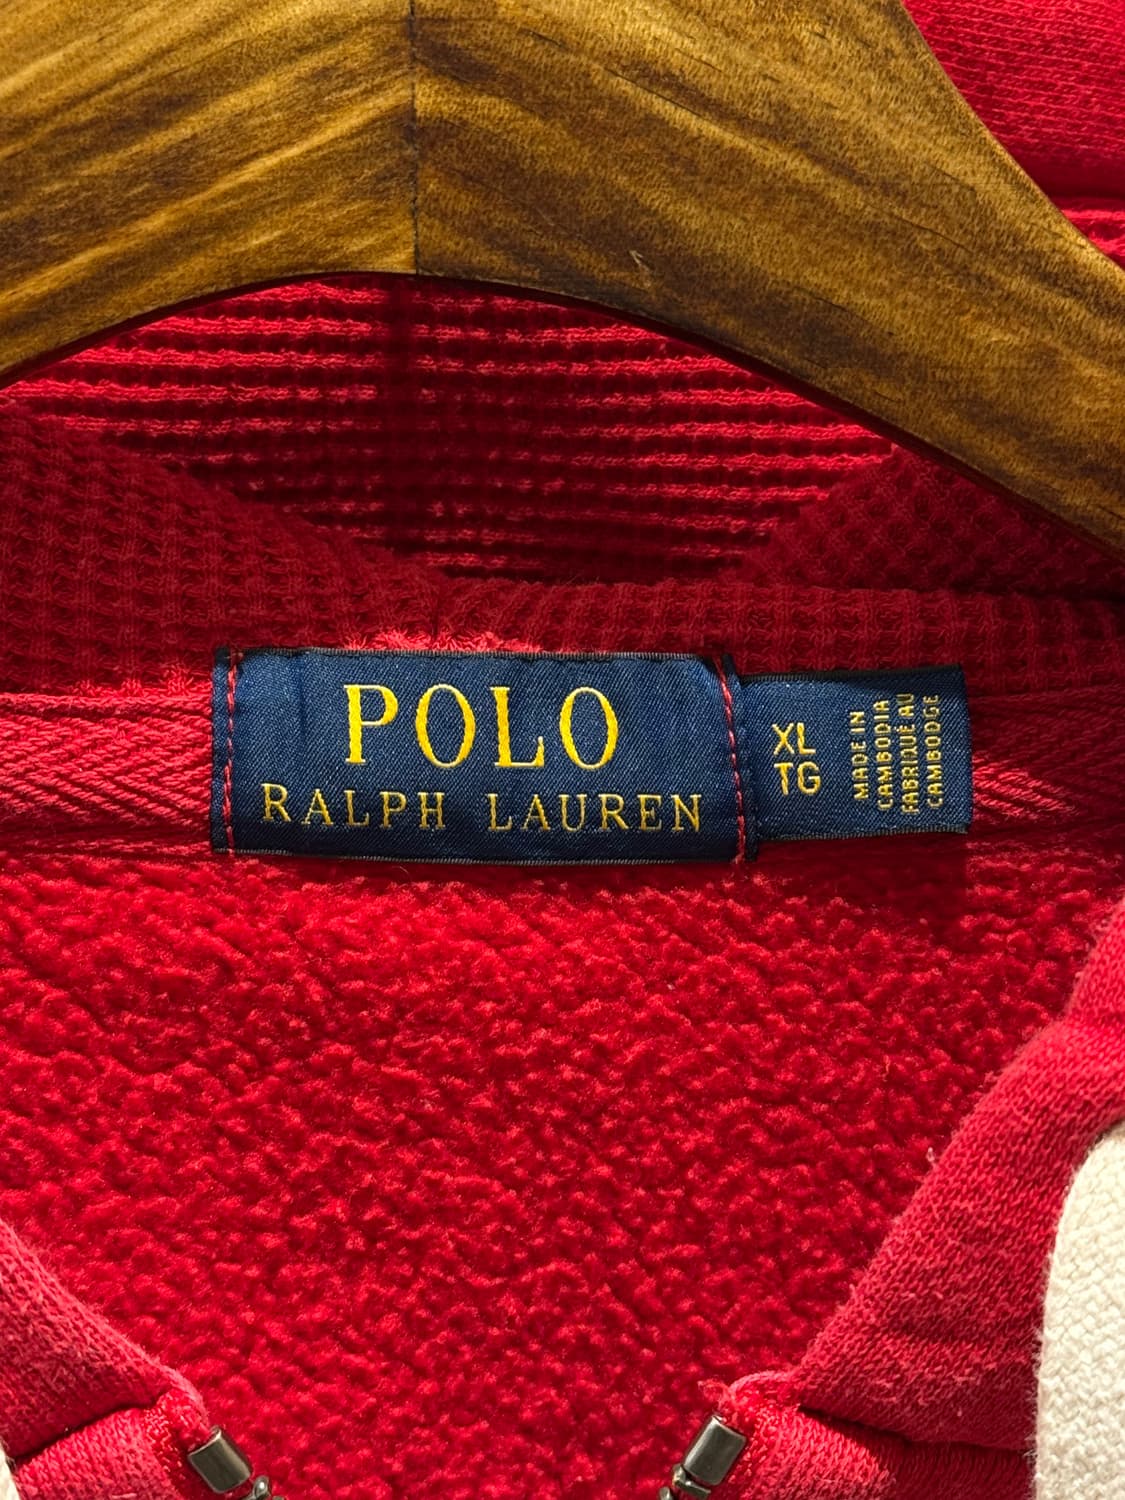 POLO
RALPH LAUREN
XL
TG
MADE IN
CAMBODIA
FABRIQUÉ AU
CAMBODGE